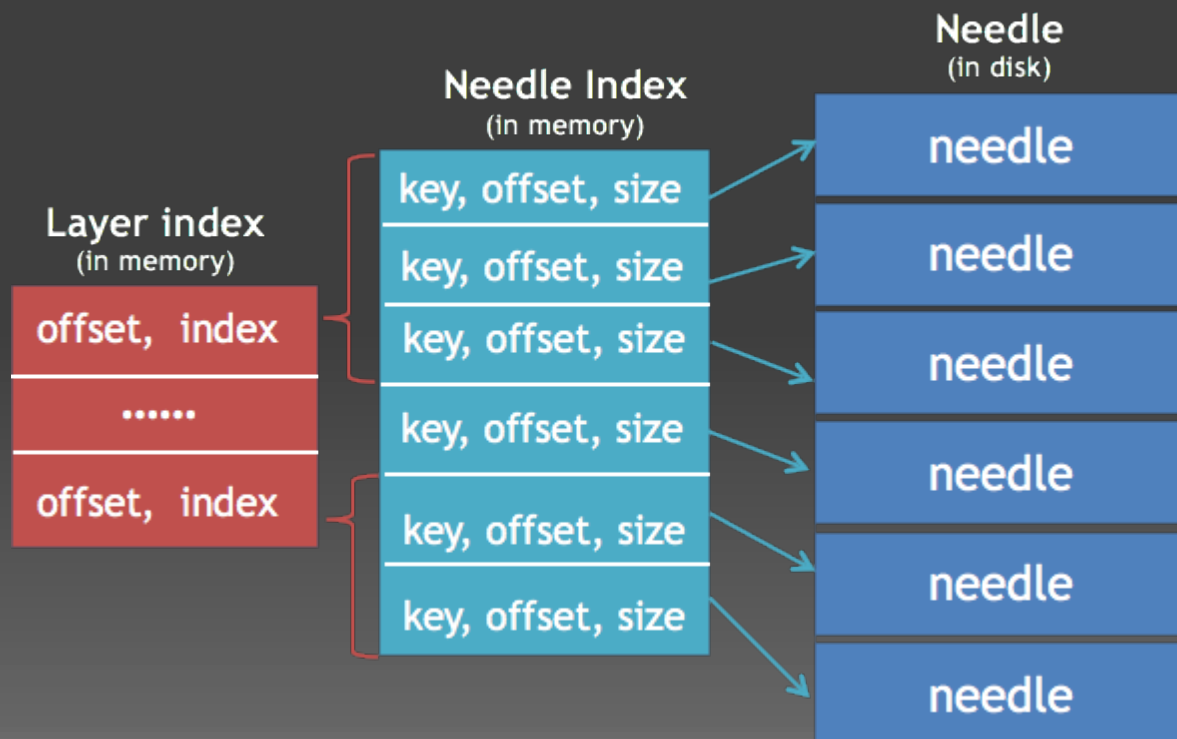 Layer index
(in memory)
offset, index
......
offset, index
Needle Index
(in memory)
key, offset, size
key, offset, size
key, offset, size
key, offset, size
key, offset, size
key, offset, size
Needle
(in disk)
needle
needle
needle
needle
needle
needle